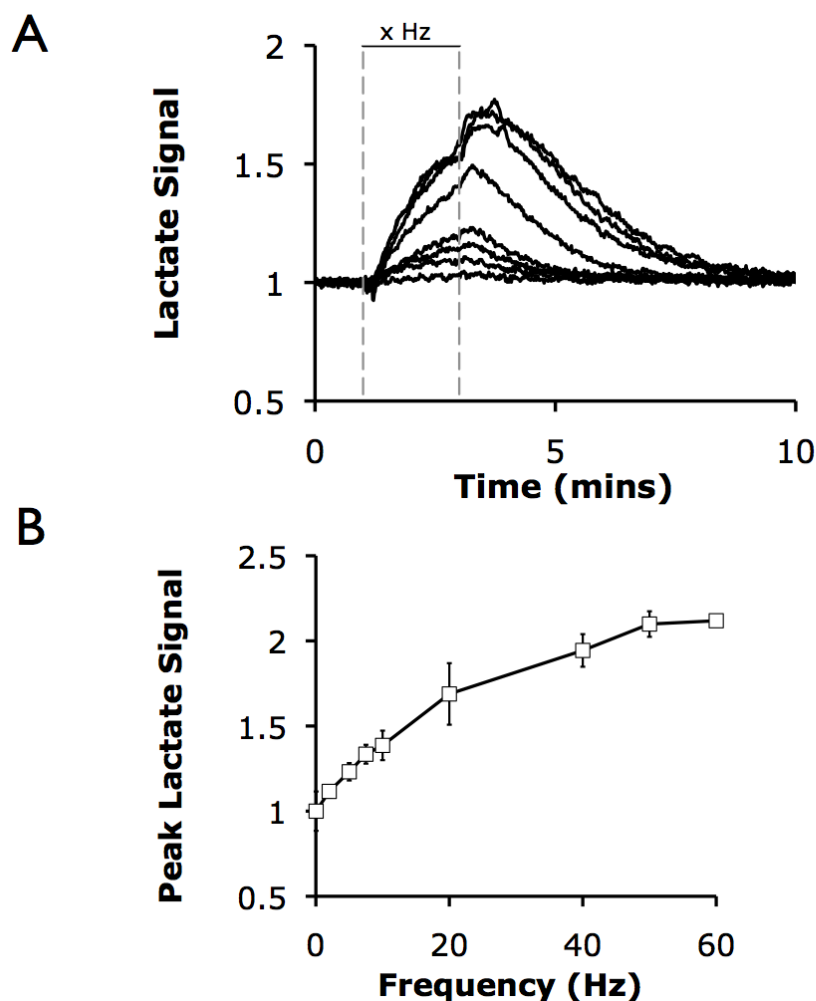 A
x Hz
2
1.5
1
0.5
Lactate Signal
0 5 10
Time (mins)
B
2.5
2
1.5
1
0.5
Peak Lactate Signal
0 20 40 60
Frequency (Hz)